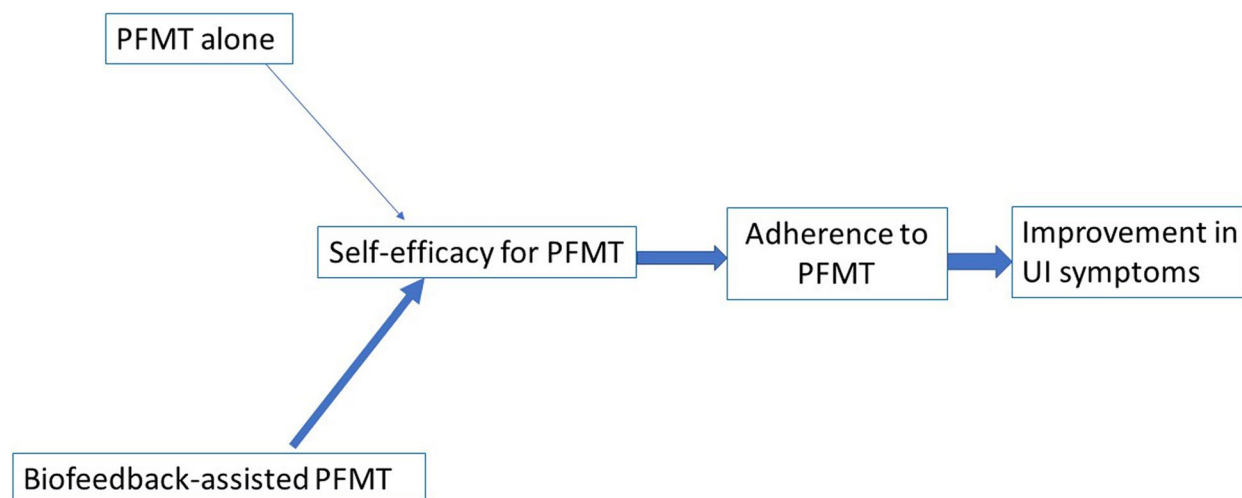 PFMT alone
Self-efficacy for PFMT
Adherence to
PFMT
Improvement in
UI symptoms
Biofeedback-assisted PFMT